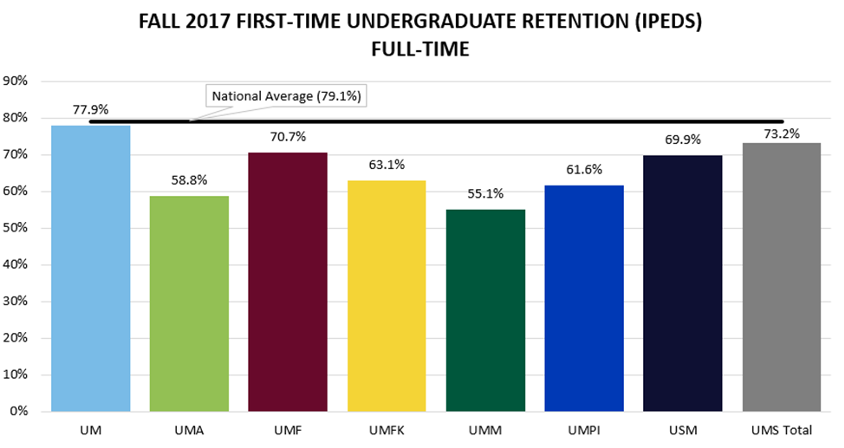 FALL 2017 FIRST-TIME UNDERGRADUATE RETENTION (IPEDS)
FULL-TIME
90%
80%
70%
60%
50%
40%
30%
20%
10%
0%
National Average (79.1%)
77.9%
58.8%
70.7%
63.1%
55.1%
61.6%
69.9%
73.2%
UM
UMA
UMF
UMFK
UMM
UMPI
USM
UMS Total